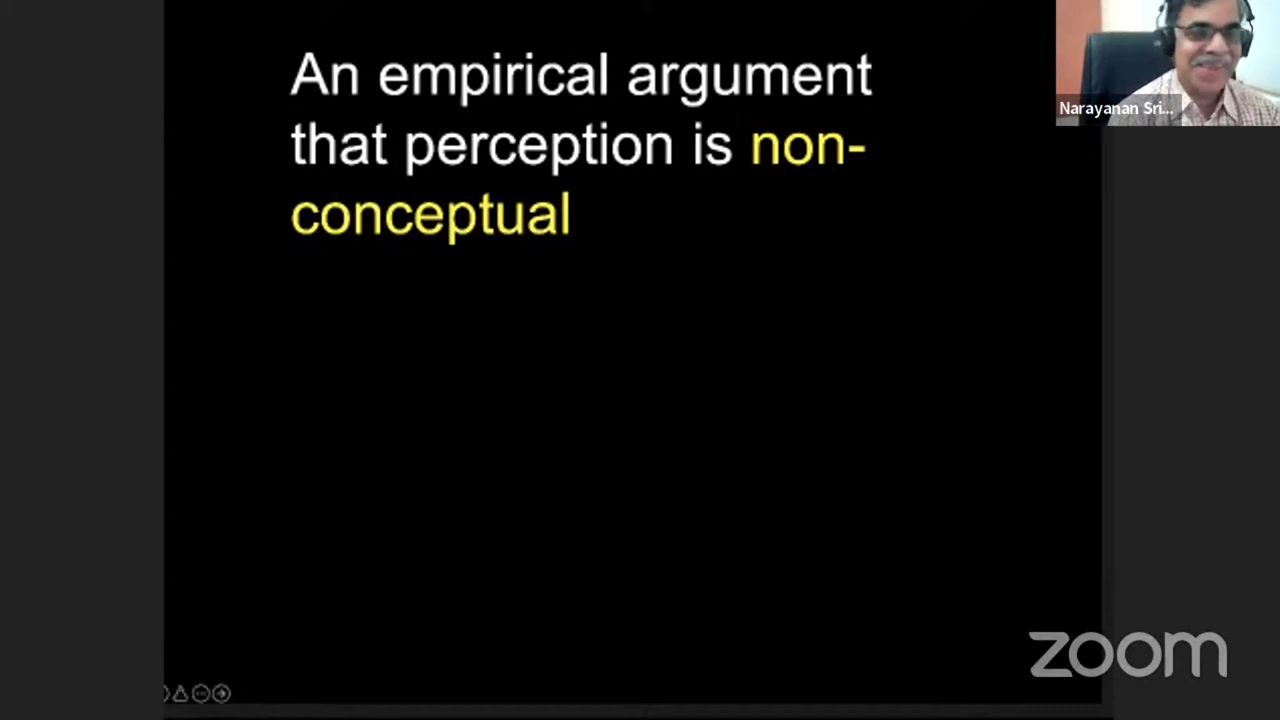 An empirical argument
that perception is non-
conceptual
Narayanan Sri...
zoom